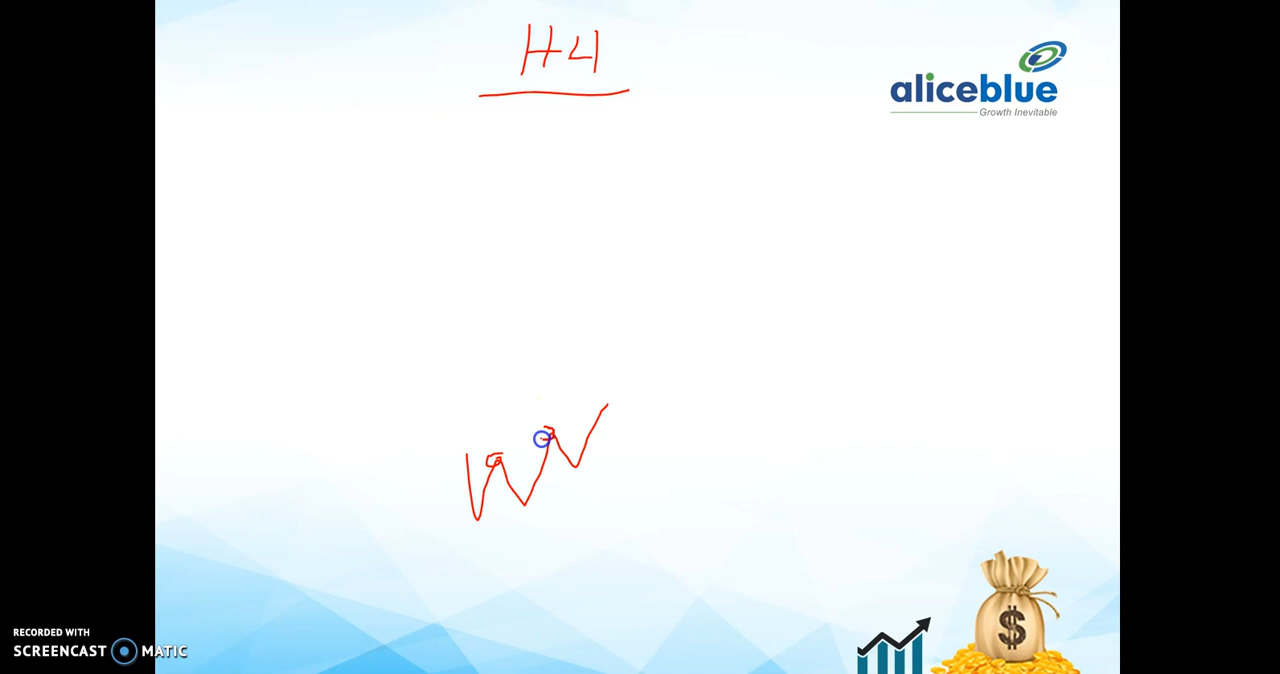 H4
aliceblue
Growth Inevitable
$
RECORDED WITH
SCREENCAST MATIC